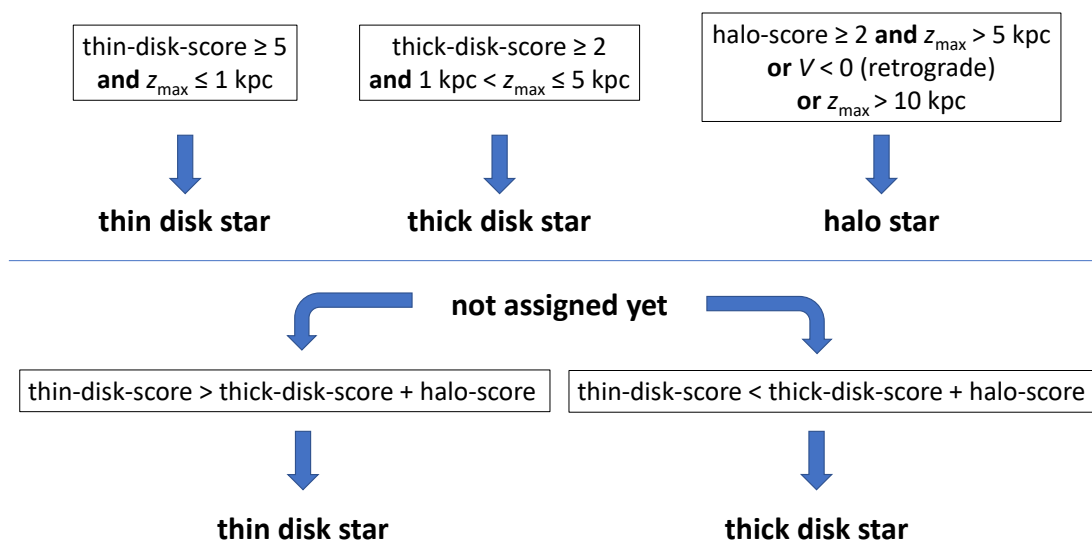 thin-disk-score ≥ 5
and zmax ≤ 1 kpc
thick-disk-score ≥ 2
and 1 kpc < zmax ≤ 5 kpc
halo-score ≥ 2 and zmax > 5 kpc
or V < 0 (retrograde)
or zmax > 10 kpc
thin disk star
thick disk star
halo star
not assigned yet
thin-disk-score > thick-disk-score + halo-score
thin-disk-score < thick-disk-score + halo-score
thin disk star
thick disk star